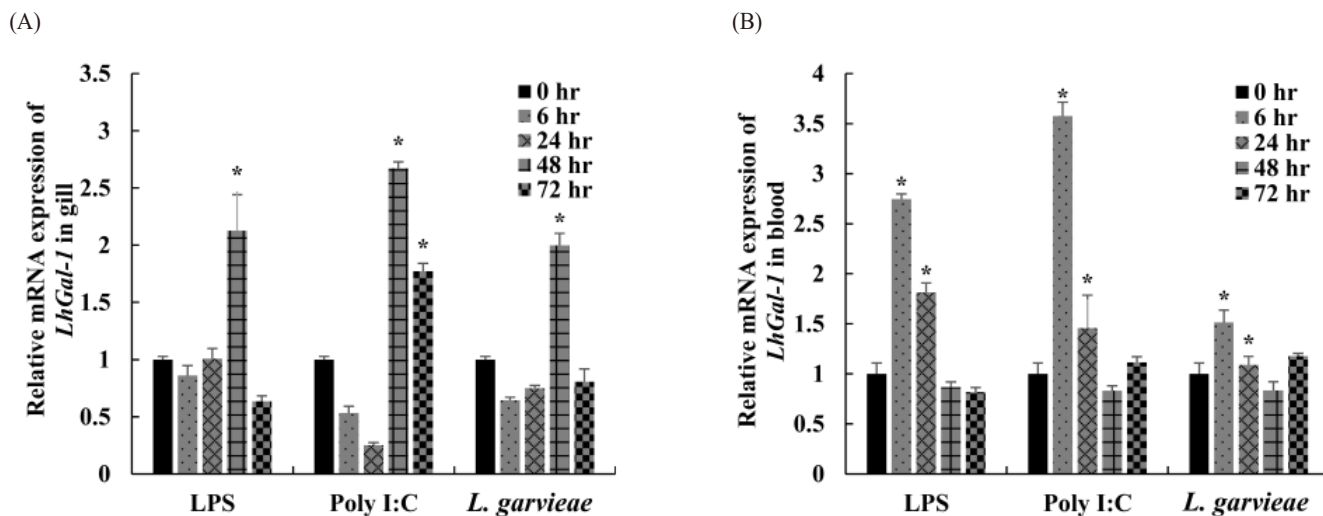 (A)
Relative mRNA expression of
LhGal-1 in gill
3.5
3
2.5
2
1.5
1
0.5
0
0 hr
6 hr
24 hr
48 hr
72 hr
*
*
*
*
LPS
Poly I:C
L. garvieae
(B)
Relative mRNA expression of
LhGal-1 in blood
4
3.5
3
2.5
2
1.5
1
0.5
0
0 hr
6 hr
24 hr
48 hr
72 hr
*
*
*
*
*
*
LPS
Poly I:C
L. garvieae